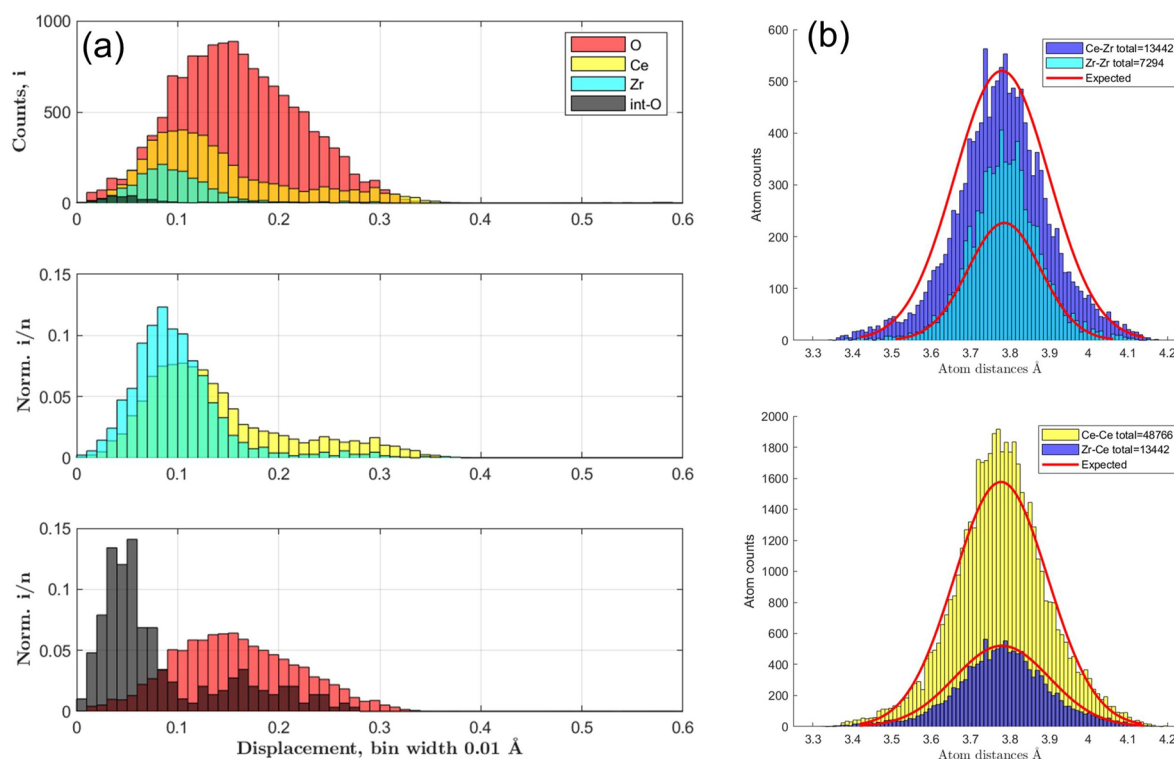 (a)
1000
500
0
Counts, i
O
Ce
Zr
int-O
0 0.1 0.2 0.3 0.4 0.5 0.6
0.15
0.1
0.05
0
Norm. i/n
0 0.1 0.2 0.3 0.4 0.5 0.6
0.15
0.1
0.05
0
Norm. i/n
0 0.1 0.2 0.3 0.4 0.5 0.6
Displacement, bin width 0.01 Å
(b)
600
500
400
300
200
100
0
Atom counts
Ce-Zr total=13442
Zr-Zr total=7294
Expected
3.3 3.4 3.5 3.6 3.7 3.8 3.9 4 4.1 4.2
Atom distances Å
2000
1800
1600
1400
1200
1000
800
600
400
200
0
Atom counts
Ce-Ce total=48766
Zr-Ce total=13442
Expected
3.3 3.4 3.5 3.6 3.7 3.8 3.9 4 4.1 4.2
Atom distances Å